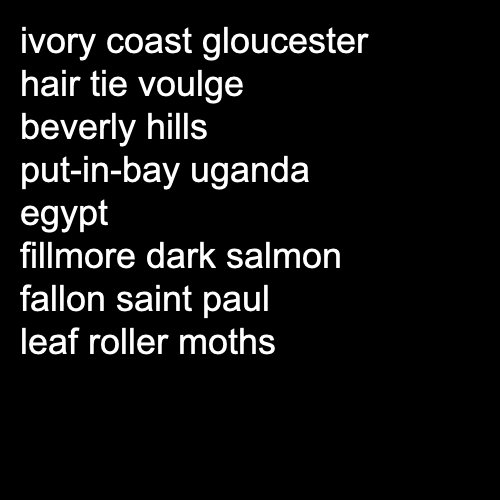 ivory coast gloucester
hair tie voulge
beverly hills
put-in-bay uganda
egypt
fillmore dark salmon
fallon saint paul
leaf roller moths